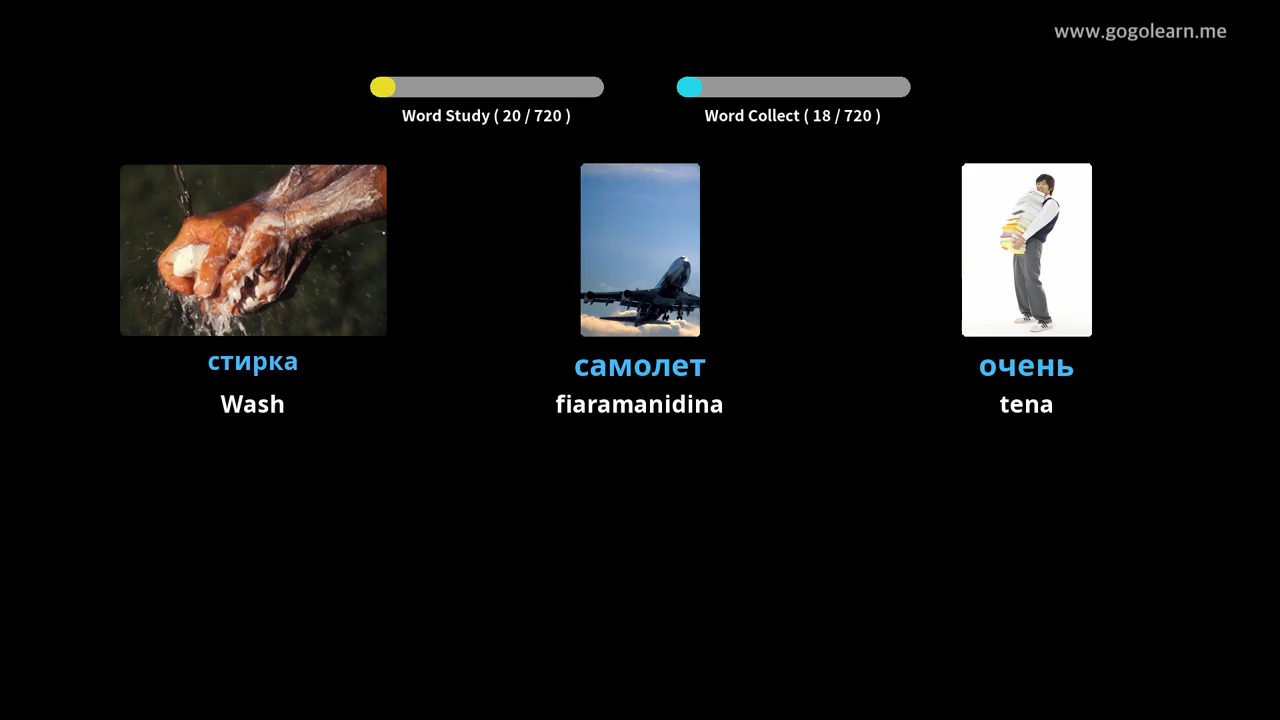 www.gogolearn.me
Word Study ( 20 / 720 )
Word Collect ( 18 / 720 )
стирка
Wash
самолет
fiaramanidina
очень
tena